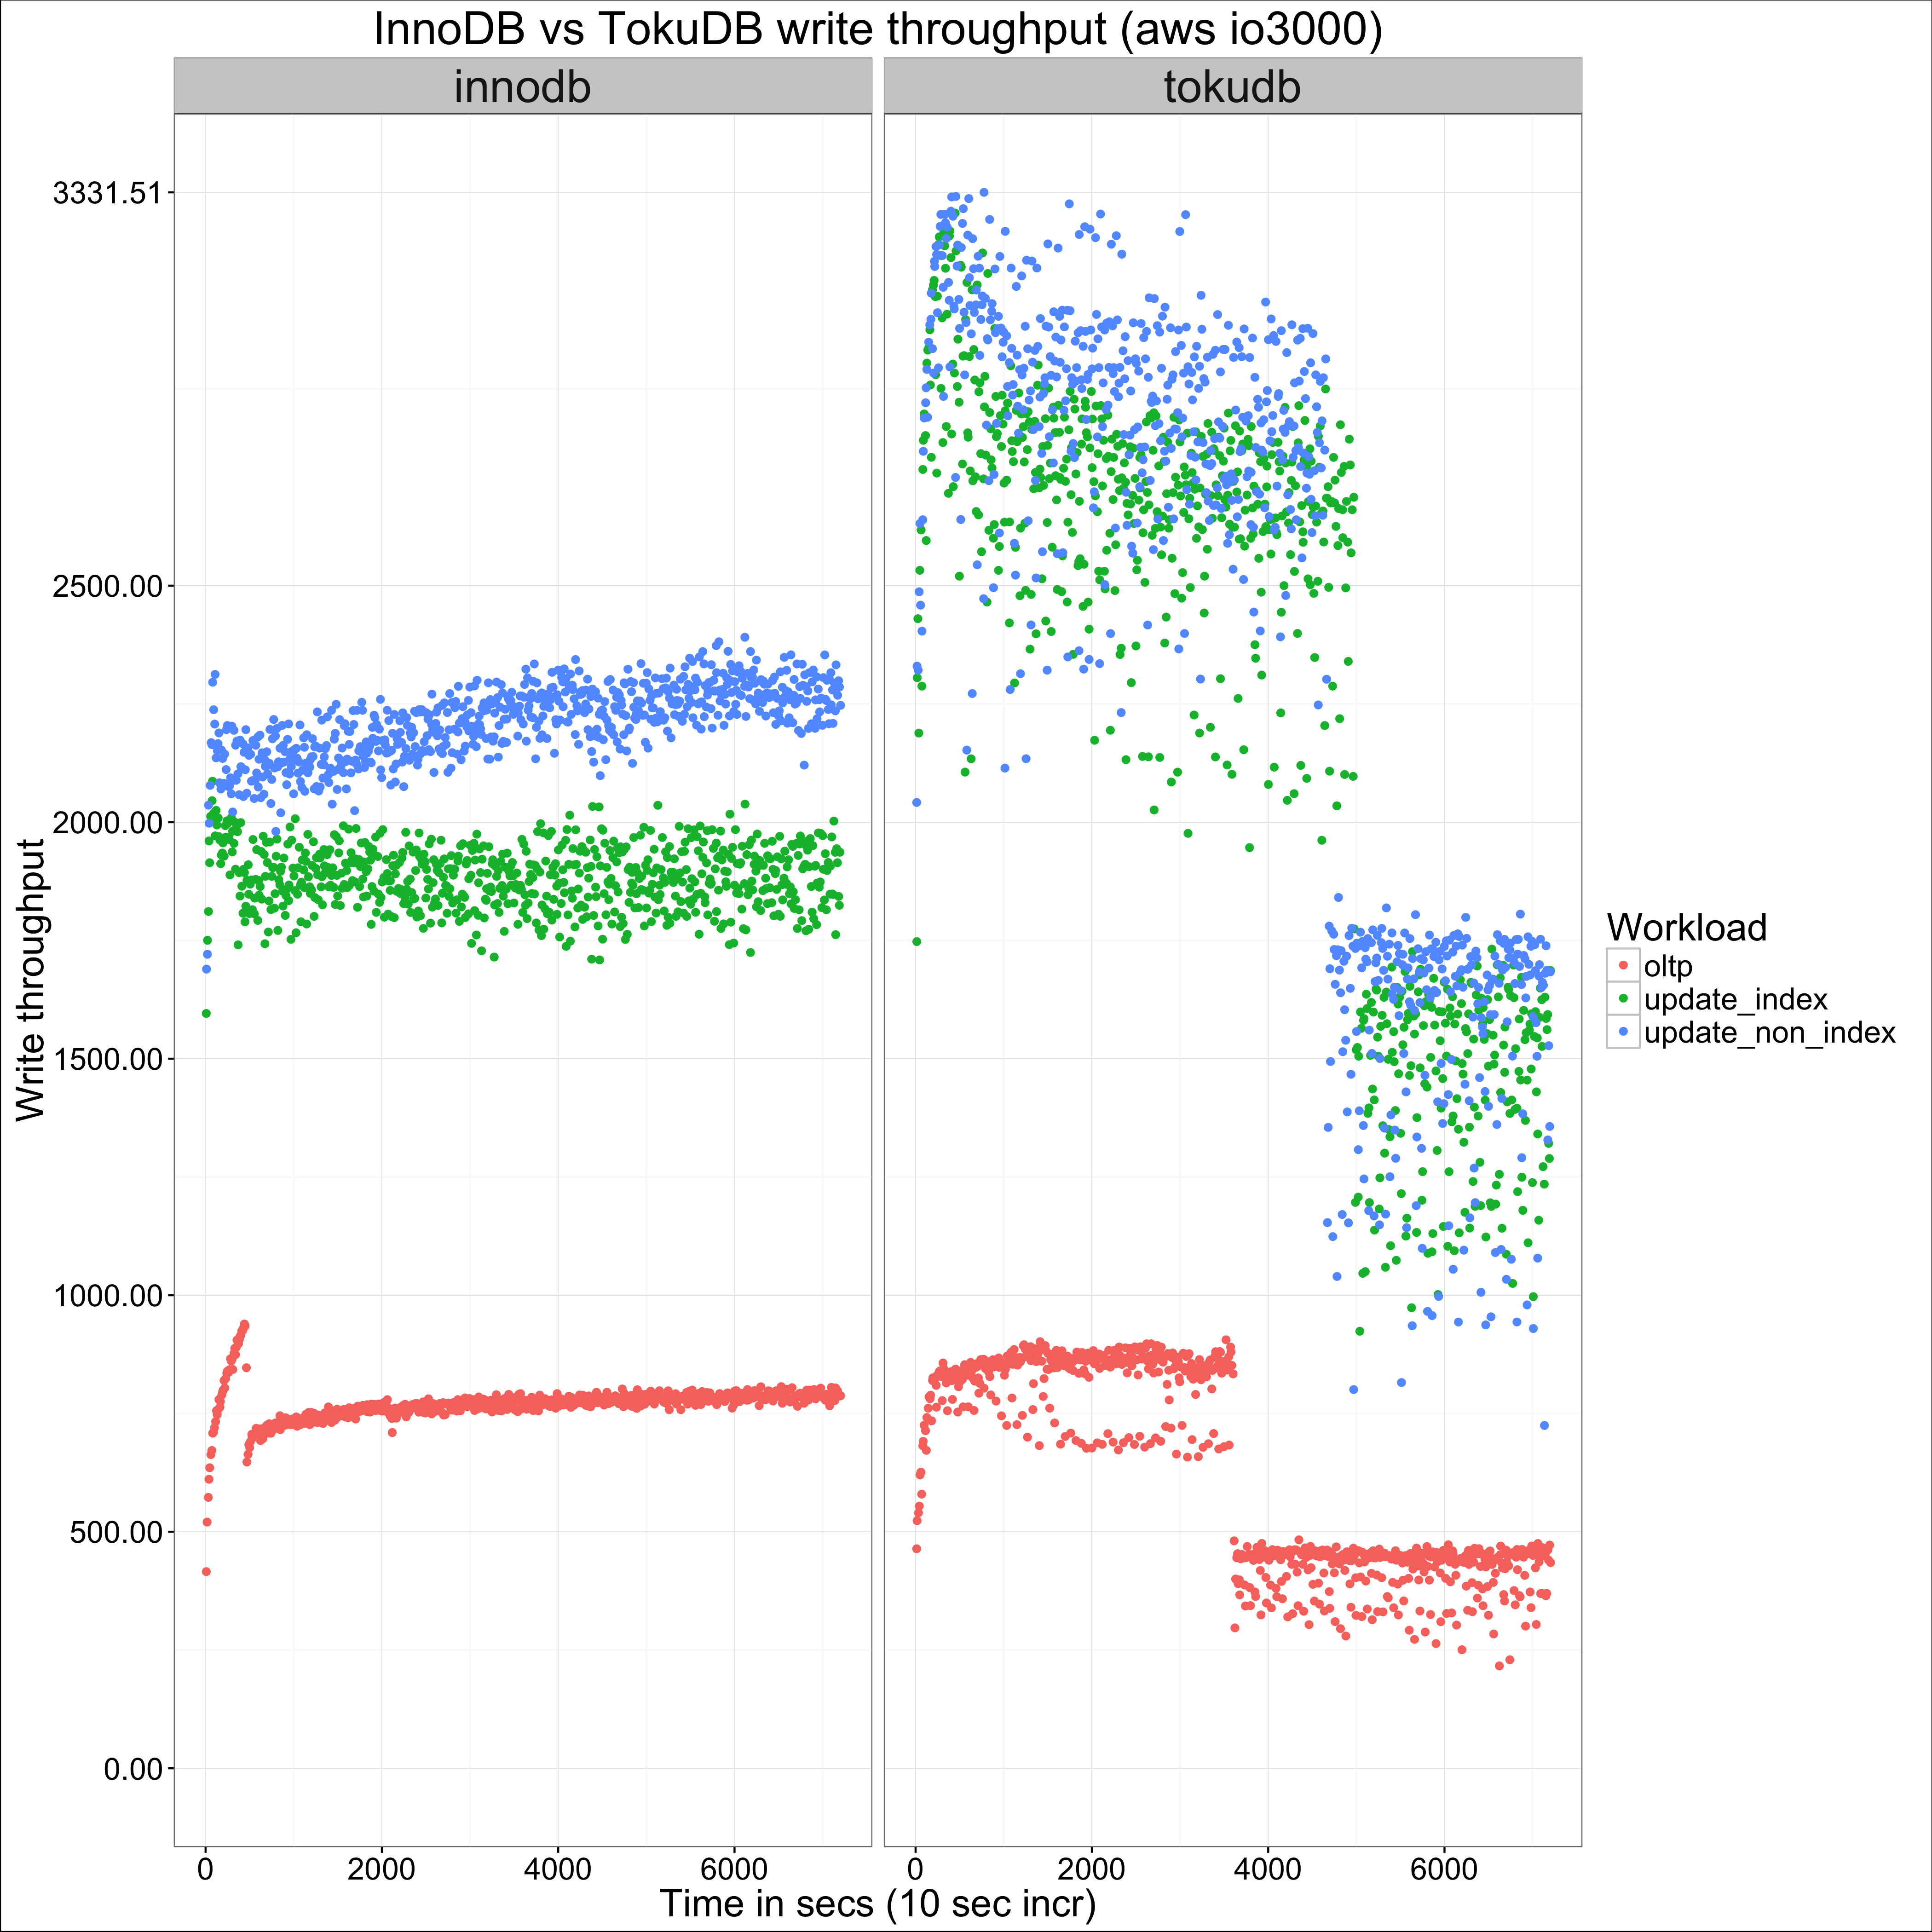 InnoDB vs TokuDB write throughput (aws io3000)
innodb
tokudb
Write throughput
3331.51
2500.00
2000.00
1500.00
1000.00
500.00
0.00
0 2000 4000 6000
0 2000 4000 6000
Time in secs (10 sec incr)
Workload
oltp
update_index
update_non_index